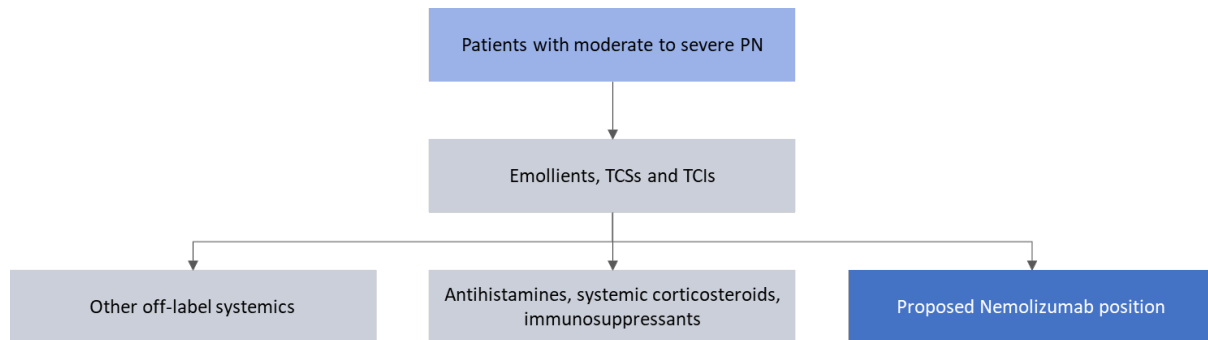 Patients with moderate to severe PN
Emollients, TCSs and TCIs
Other off-label systemics
Antihistamines, systemic corticosteroids,
immunosuppressants
Proposed Nemolizumab position